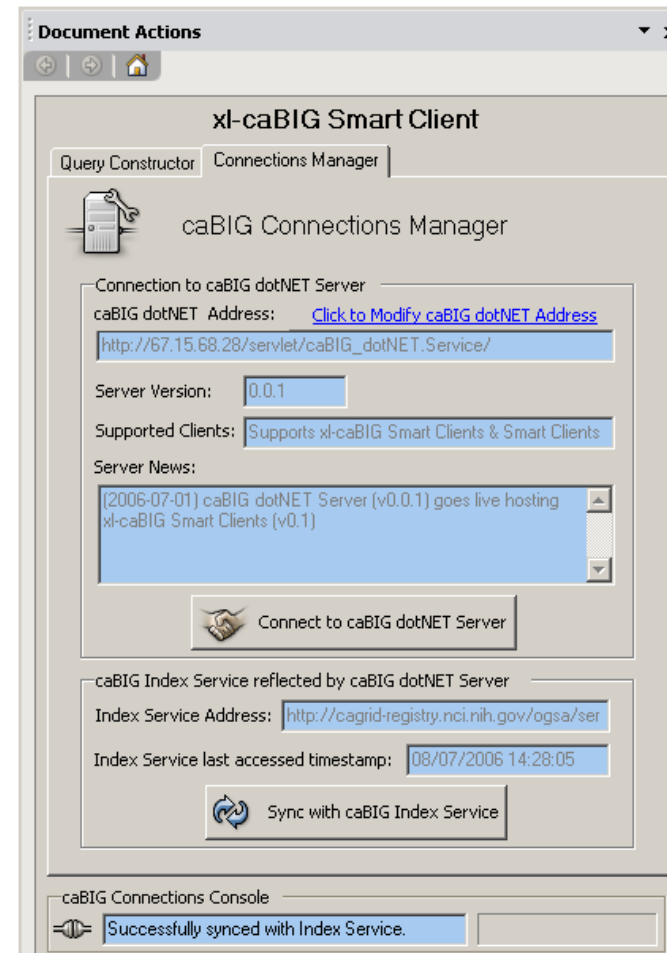 Document Actions
xl-caBIG Smart Client
Query Constructor
Connections Manager
caBIG Connections Manager
Connection to caBIG dotNET Server
caBIG dotNET Address:
Click to Modify caBIG dotNET Address
http://67.15.68.28/servlet/caBIG_dotNET.Service/
Server Version:
0.0.1
Supported Clients:
Supports xl-caBIG Smart Clients & Smart Clients
Server News:
(2006-07-01) caBIG dotNET Server (v0.0.1) goes live hosting
xl-caBIG Smart Clients (v0.1)
Connect to caBIG dotNET Server
caBIG Index Service reflected by caBIG dotNET Server
Index Service Address:
http://cagrid-registry.nci.nih.gov/ogsa/ser
Index Service last accessed timestamp:
08/07/2006 14:28:05
Sync with caBIG Index Service
caBIG Connections Console
Successfully synced with Index Service.